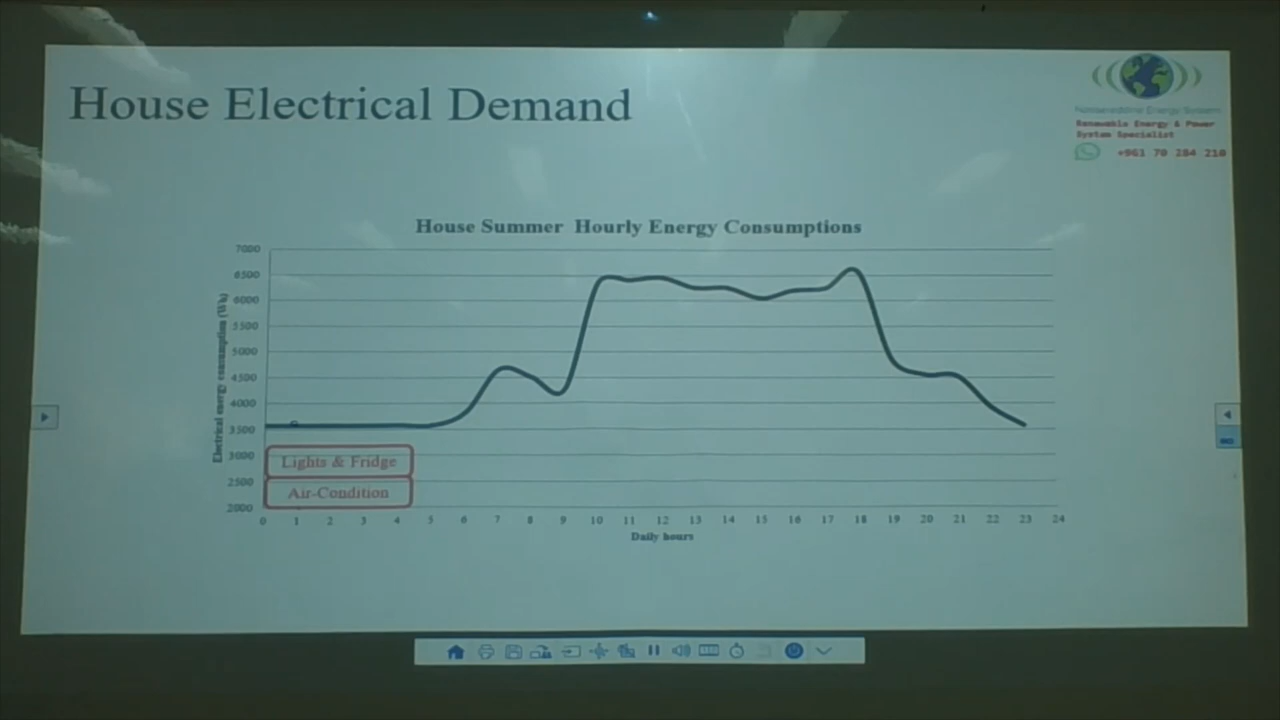 House Electrical Demand
Renewable Energy & Power
System Specialist
+961 70 284 210
House Summer Hourly Energy Consumptions
Electrical energy consumption (Wh)
7000
6500
6000
5500
5000
4500
4000
3500
3000
2500
2000
Lights & Fridge
Air-Condition
0 1 2 3 4 5 6 7 8 9 10 11 12 13 14 15 16 17 18 19 20 21 22 23 24
Daily hours